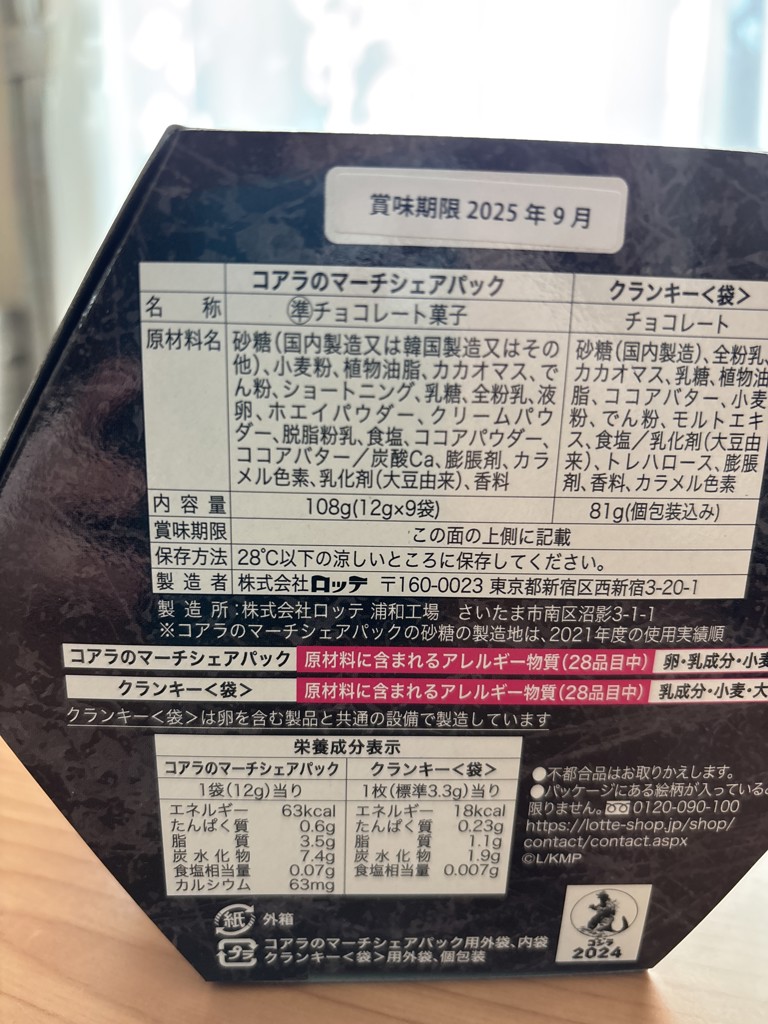 賞味期限 2025年9月
コアラのマーチシェアパック
クランキー<袋>
名称
㊟チョコレート菓子
チョコレート
原材料名
砂糖(国内製造又は韓国製造又はその
他)、小麦粉、植物油脂、カカオマス、で
ん粉、ショートニング、乳糖、全粉乳、液
卵、ホエイパウダー、クリームパウ
ダー、脱脂粉乳、食塩、ココアパウダー、
ココアバター/炭酸Ca、膨脹剤、カラ
メル色素、乳化剤(大豆由来)、香料
砂糖(国内製造)、全粉乳、
カカオマス、乳糖、植物油
脂、ココアバター、小麦
粉、でん粉、モルトエキ
ス、食塩/乳化剤(大豆由
来)、トレハロース、膨脹
剤、香料、カラメル色素
内容量
108g(12g×9袋)
81g(個包装込み)
賞味期限
この面の上側に記載
保存方法
28℃以下の涼しいところに保存してください。
製造者
株式会社ロッテ 〒160-0023 東京都新宿区西新宿3-20-1
製造所:株式会社ロッテ 浦和工場 さいたま市南区沼影3-1-1
※コアラのマーチシェアパックの砂糖の製造地は、2021年度の使用実績順
コアラのマーチシェアパック 原材料に含まれるアレルギー物質(28品目中) 卵・乳成分・小麦
クランキー<袋> 原材料に含まれるアレルギー物質(28品目中) 乳成分・小麦・大
クランキー<袋>は卵を含む製品と共通の設備で製造しています
栄養成分表示
コアラのマーチシェアパック
1袋(12g)当り
エネルギー 63kcal
たんぱく質 0.6g
脂質 3.5g
炭水化物 7.4g
食塩相当量 0.07g
カルシウム 63mg
クランキー<袋>
1枚(標準3.3g)当り
エネルギー 18kcal
たんぱく質 0.23g
脂質 1.1g
炭水化物 1.9g
食塩相当量 0.007g
●不都合品はお取りかえします。
●パッケージにある絵柄が入っている
限りません。0120-090-100
https://lotte-shop.jp/shop/
contact/contact.aspx
©L/KMP
紙 外箱
プラ コアラのマーチシェアパック用外袋、内袋
クランキー<袋>用外袋、個包装
ゴジラ
2024